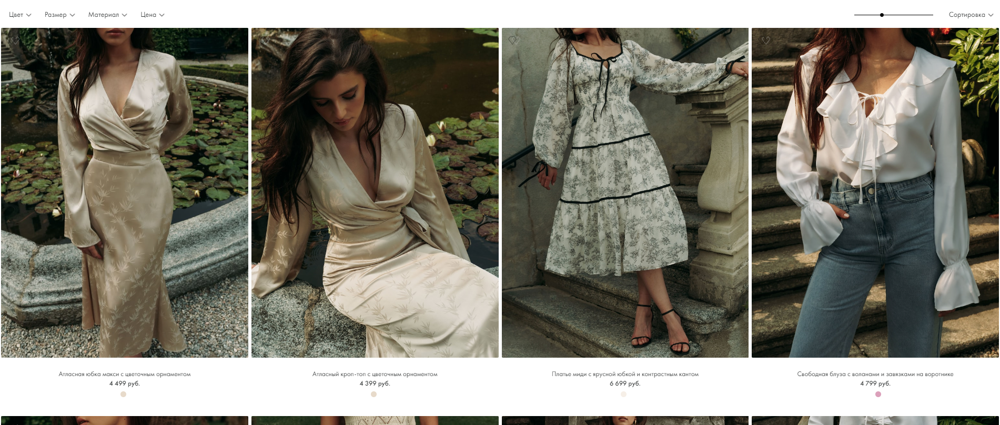 Цвет
Размер
Материал
Цена
Сортировка
Атласная юбка макси с цветочным орнаментом
4 499 руб.
Атласный кроп-топ с цветочным орнаментом
4 399 руб.
Платье миди с ярусной юбкой и контрастным кантом
6 699 руб.
Свободная блуза с воланами и завязками на воротнике
4 799 руб.